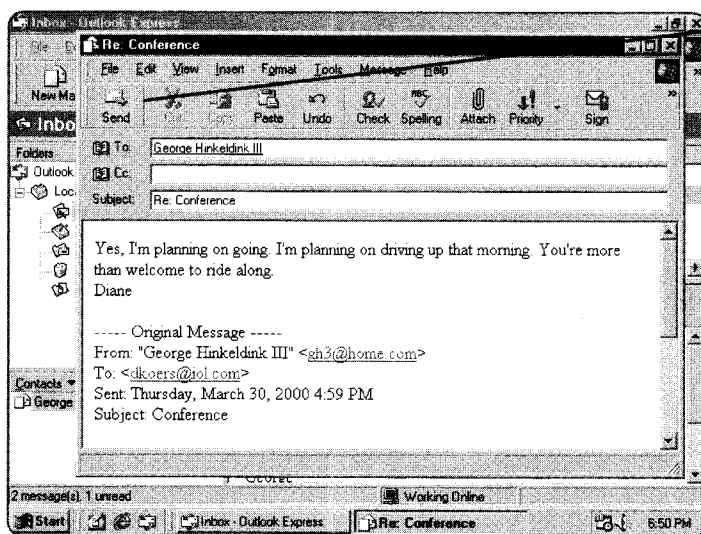 Inbox - Outlook Express
Re: Conference
File Edit View Insert Format Tools Message Help
New Ma
Send Cut Copy Paste Undo Check Spelling Attach Priority Sign
Inbo
To: George Hinkeldink III
Folders
Cc:
Outlook
Subject: Re: Conference
Loc
Yes, I'm planning on going. I'm planning on driving up that morning. You're more
than welcome to ride along.
Diane
----- Original Message -----
From: "George Hinkeldink III" <gh3@home.com>
To: <dkoers@iol.com>
Sent: Thursday, March 30, 2000 4:59 PM
Subject: Conference
Contacts
George
2 message(s), 1 unread Working Online
Start Inbox - Outlook Express Re: Conference 6:50 PM